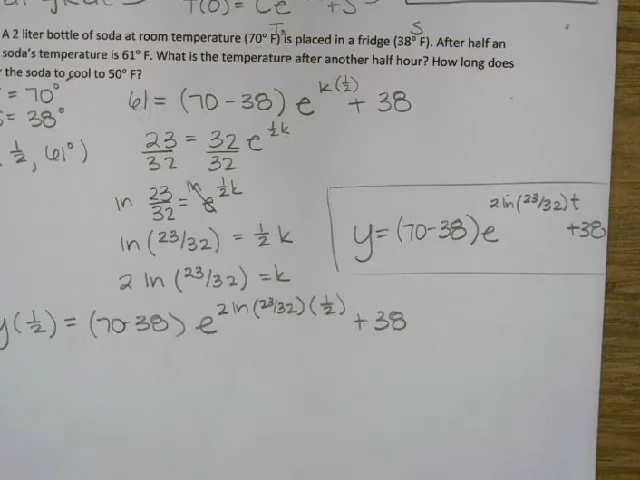 T(0) = Ce + S
T S
A 2 liter bottle of soda at room temperature (70° F) is placed in a fridge (38° F). After half an
soda's temperature is 61° F. What is the temperature after another half hour? How long does
the soda to cool to 50° F?
= 70°
= 38°
1/2, 61°)
61 = (70 - 38) e^k(1/2) + 38
23/32 = 32/32 e^1/2k
ln 23/32 = ln e^1/2k
ln (23/32) = 1/2 k
2 ln (23/32) = k
y = (70 - 38) e^2 ln (23/32) t + 38
y(1/2) = (70 - 38) e^2 ln (23/32) (1/2) + 38